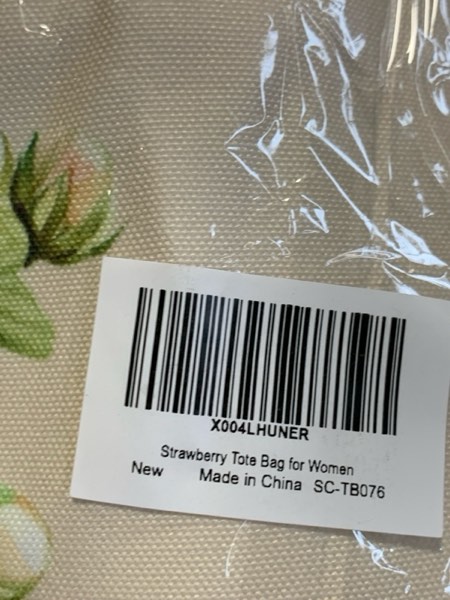 X004LHUNER
Strawberry Tote Bag for Women
New Made in China SC-TB076